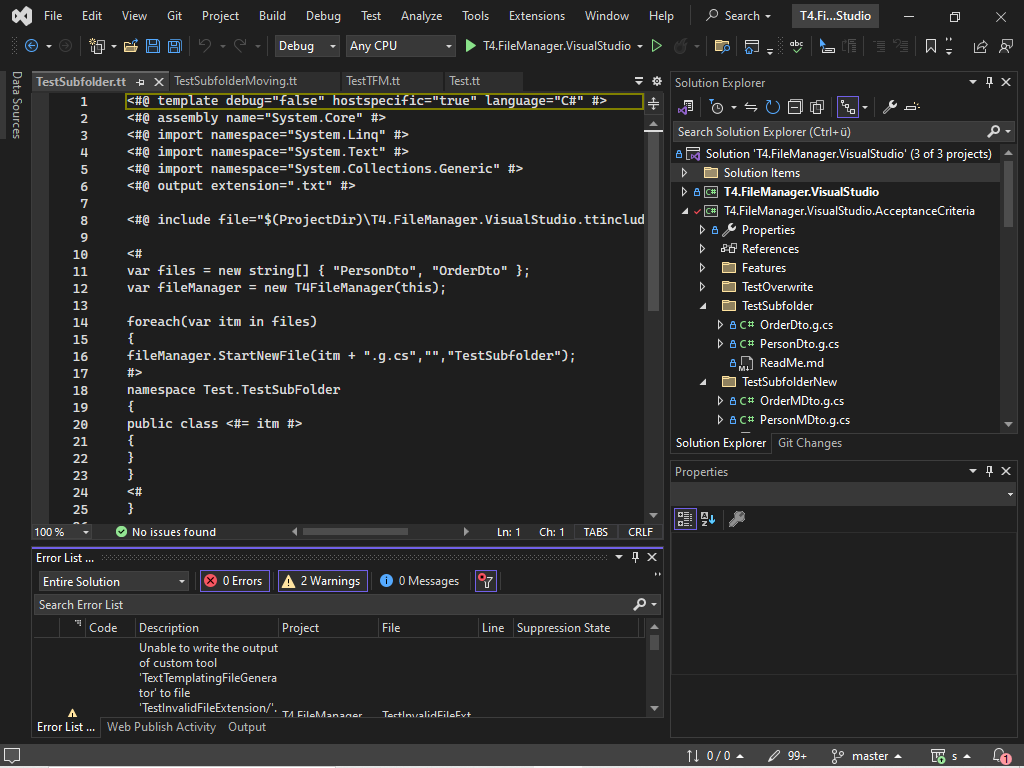 File Edit View Git Project Build Debug Test Analyze Tools Extensions Window Help Search T4.Fi...Studio
Debug Any CPU T4.FileManager.VisualStudio
Data Sources
TestSubfolder.tt TestSubfolderMoving.tt TestTFM.tt Test.tt
1 <#@ template debug="false" hostspecific="true" language="C#" #>
2 <#@ assembly name="System.Core" #>
3 <#@ import namespace="System.Linq" #>
4 <#@ import namespace="System.Text" #>
5 <#@ import namespace="System.Collections.Generic" #>
6 <#@ output extension=".txt" #>
7
8 <#@ include file="$(ProjectDir)\T4.FileManager.VisualStudio.ttinclud
9
10 <#
11 var files = new string[] { "PersonDto", "OrderDto" };
12 var fileManager = new T4FileManager(this);
13
14 foreach(var itm in files)
15 {
16 fileManager.StartNewFile(itm + ".g.cs","","TestSubfolder");
17 #>
18 namespace Test.TestSubFolder
19 {
20 public class <#= itm #>
21 {
22 }
23 }
24 <#
25 }
100 % No issues found Ln: 1 Ch: 1 TABS CRLF
Error List ...
Entire Solution 0 Errors 2 Warnings 0 Messages
Search Error List
Code Description Project File Line Suppression State
Unable to write the output
of custom tool
'TextTemplatingFileGenera
tor' to file
'TestInvalidFileExtension/'.
T4.FileManager TestInvalidFileExt
Error List ... Web Publish Activity Output
Solution Explorer
Search Solution Explorer (Ctrl+ü)
Solution 'T4.FileManager.VisualStudio' (3 of 3 projects)
Solution Items
C# T4.FileManager.VisualStudio
C# T4.FileManager.VisualStudio.AcceptanceCriteria
Properties
References
Features
TestOverwrite
TestSubfolder
C# OrderDto.g.cs
C# PersonDto.g.cs
ReadMe.md
TestSubfolderNew
C# OrderMDto.g.cs
C# PersonMDto.g.cs
Solution Explorer Git Changes
Properties
0 / 0 99+ master s 1